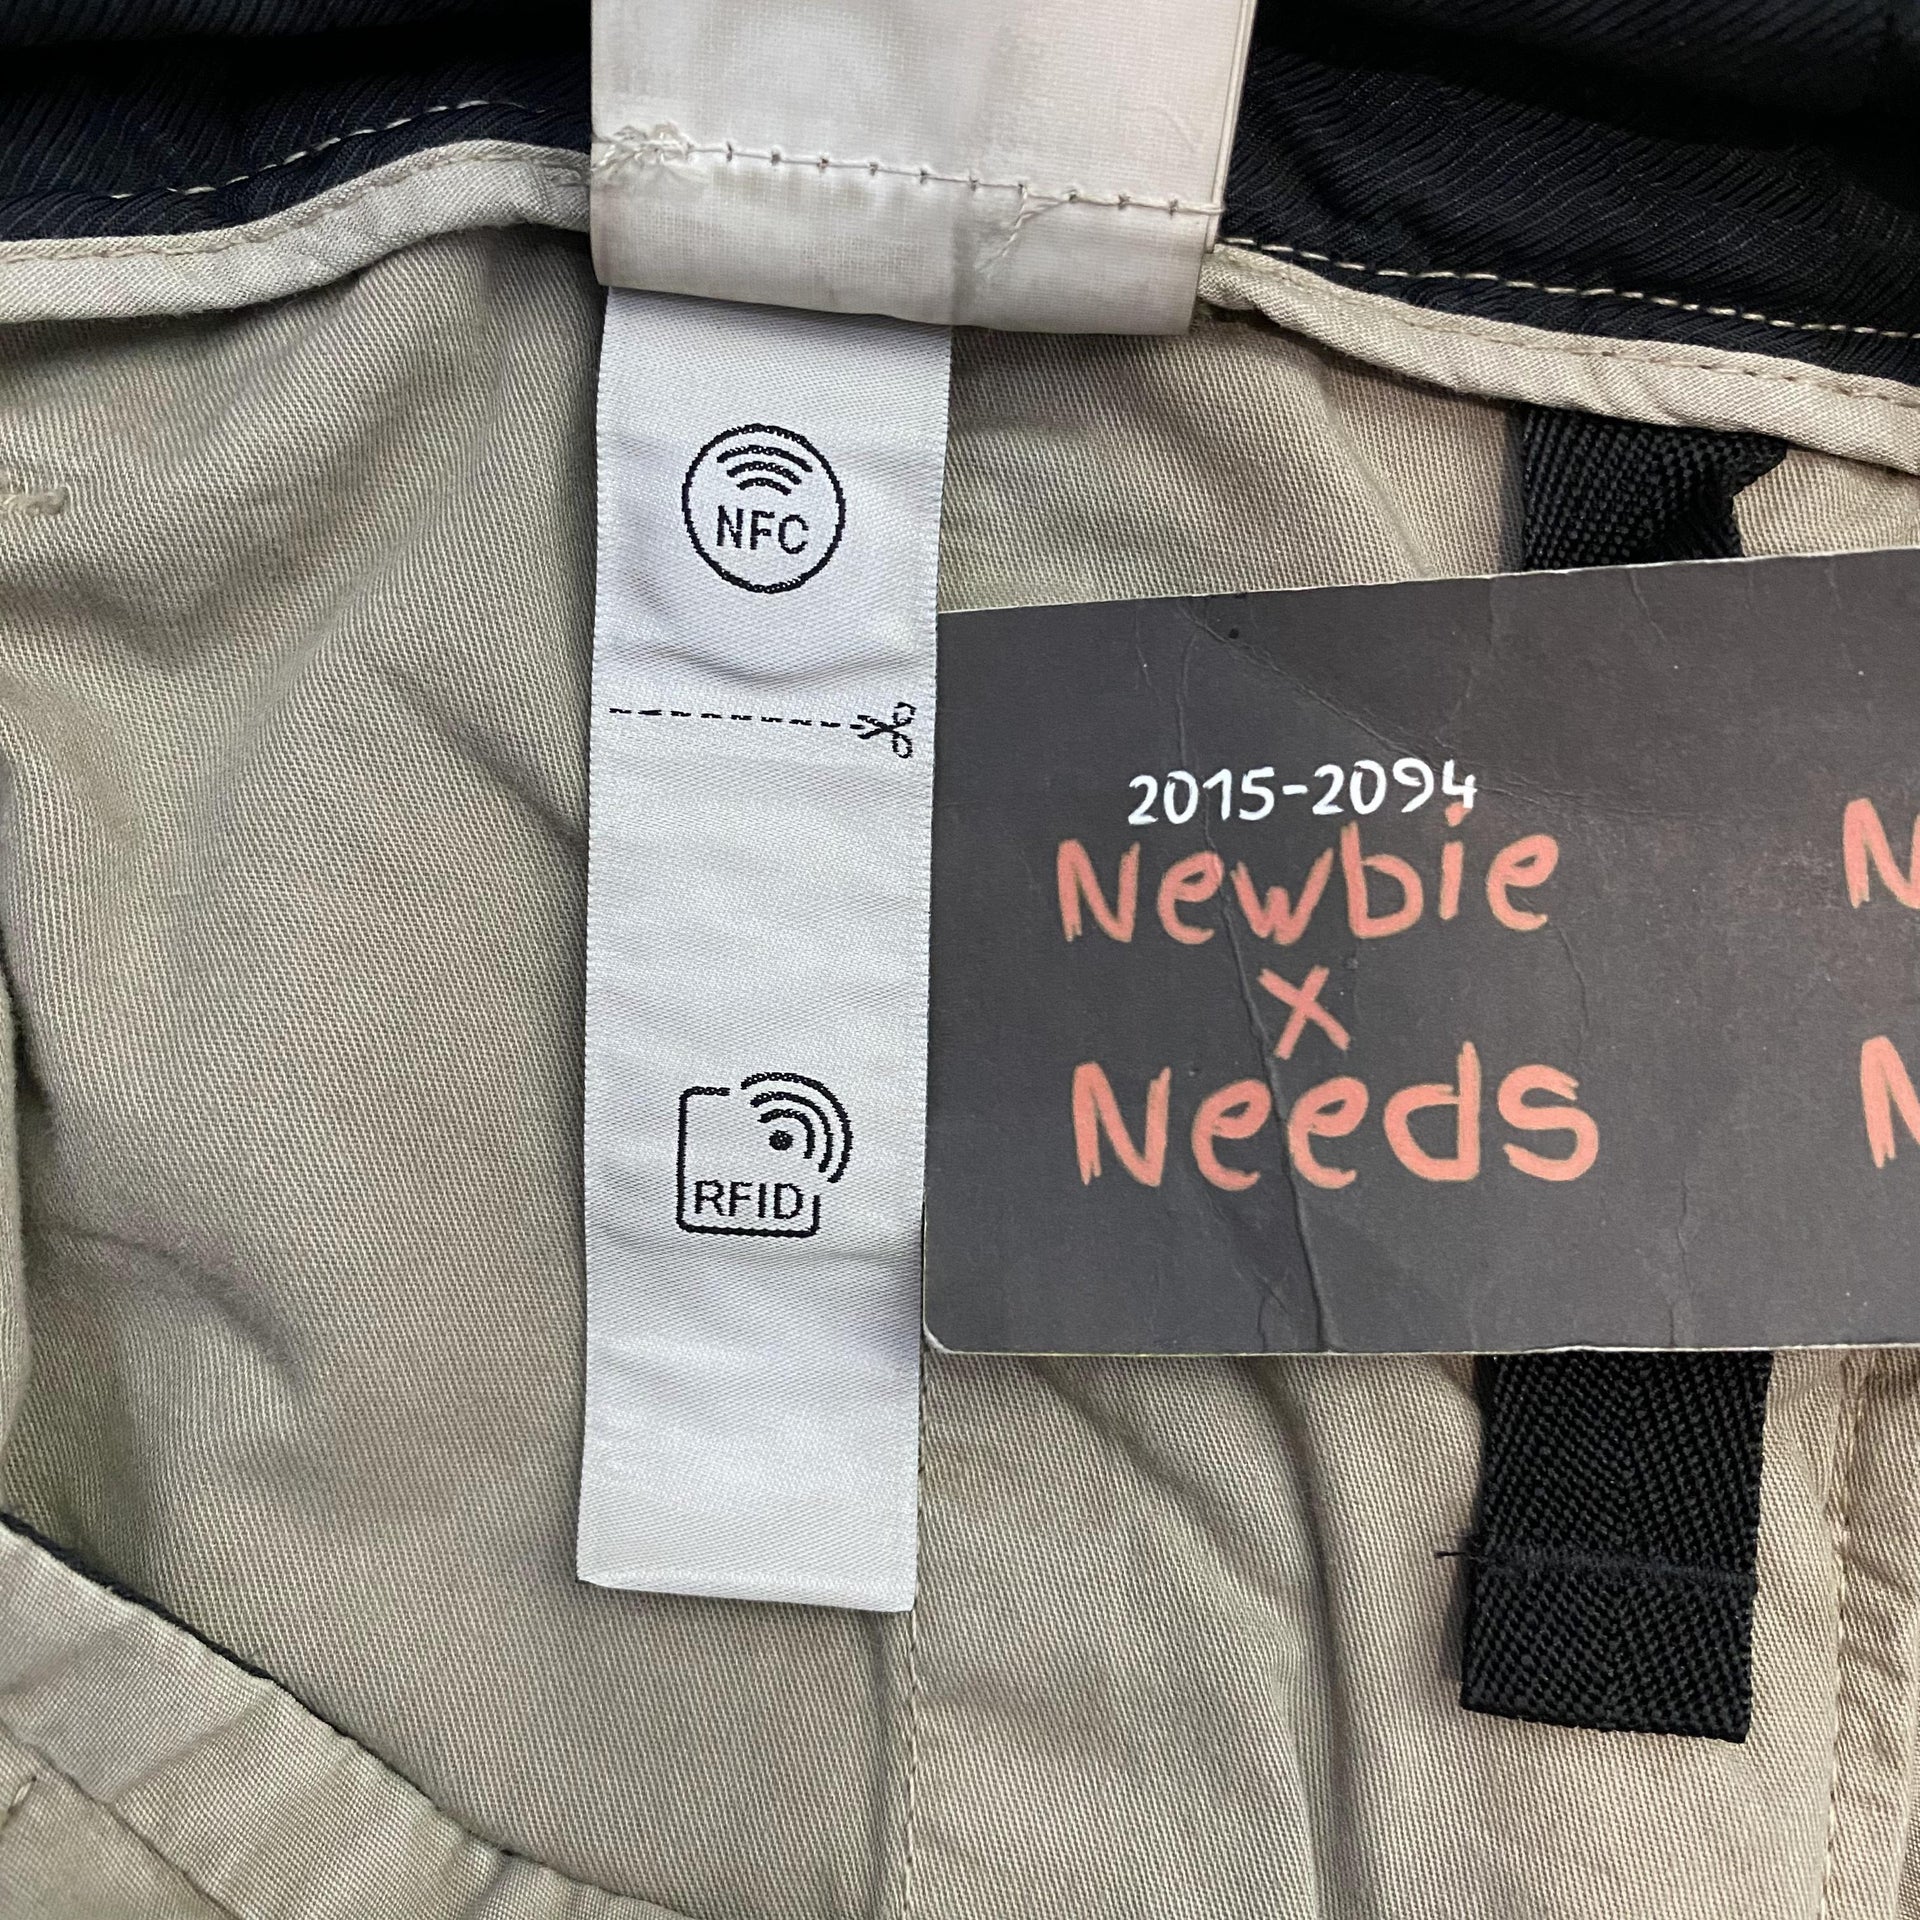 NFC
RFID
2015-2094
Newbie
x
Needs